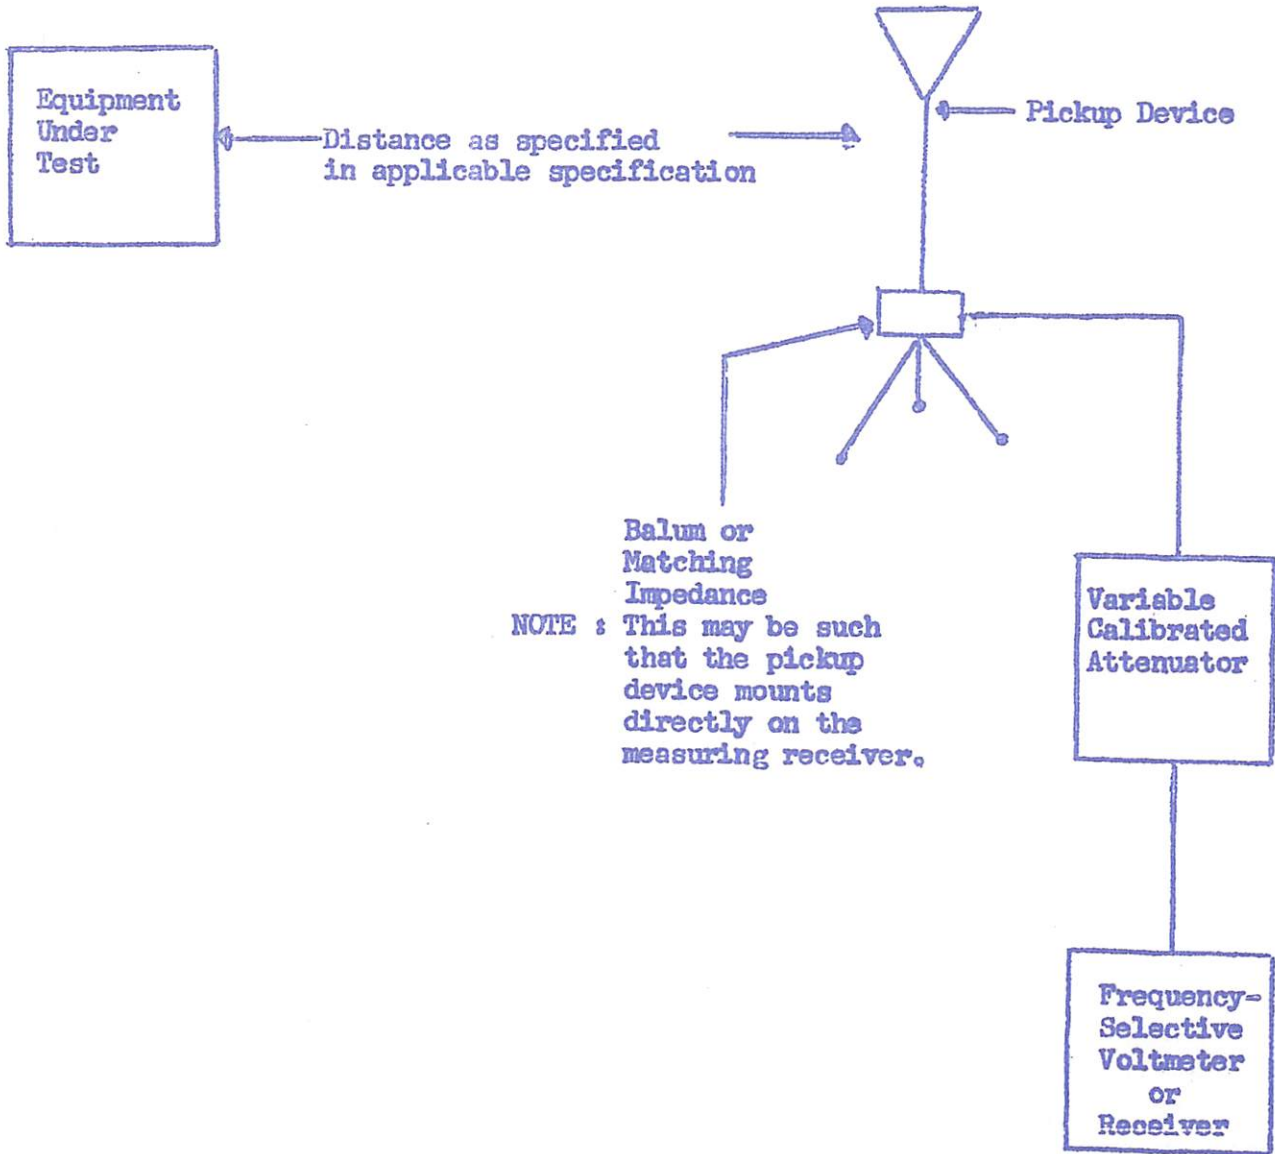 Equipment
Under
Test
Distance as specified
in applicable specification
Pickup Device
Balum or
Matching
Impedance
NOTE : This may be such
that the pickup
device mounts
directly on the
measuring receiver.
Variable
Calibrated
Attenuator
Frequency-
Selective
Voltmeter
or
Receiver